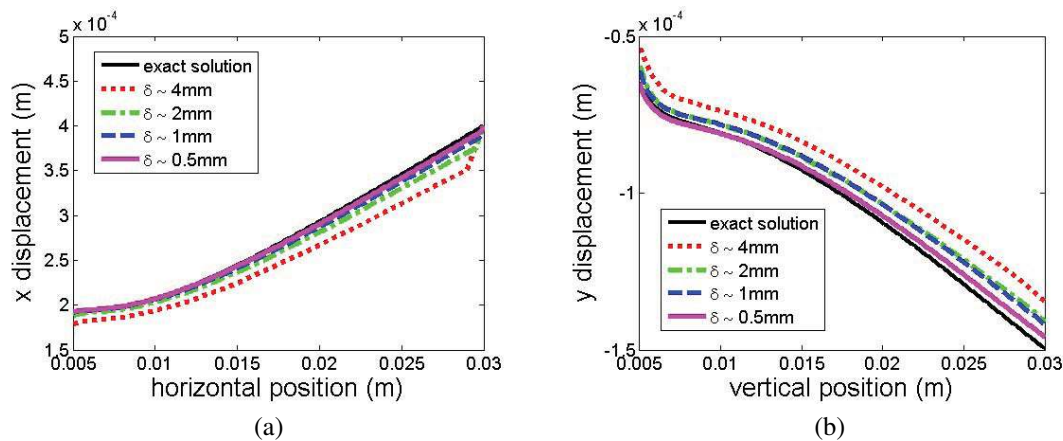 x 10⁻⁴
5
4.5
4
3.5
3
2.5
2
1.5
x displacement (m)
exact solution
δ ~ 4mm
δ ~ 2mm
δ ~ 1mm
δ ~ 0.5mm
0.005 0.01 0.015 0.02 0.025 0.03
horizontal position (m)
(a)
x 10⁻⁴
-0.5
-1
-1.5
y displacement (m)
exact solution
δ ~ 4mm
δ ~ 2mm
δ ~ 1mm
δ ~ 0.5mm
0.005 0.01 0.015 0.02 0.025 0.03
vertical position (m)
(b)